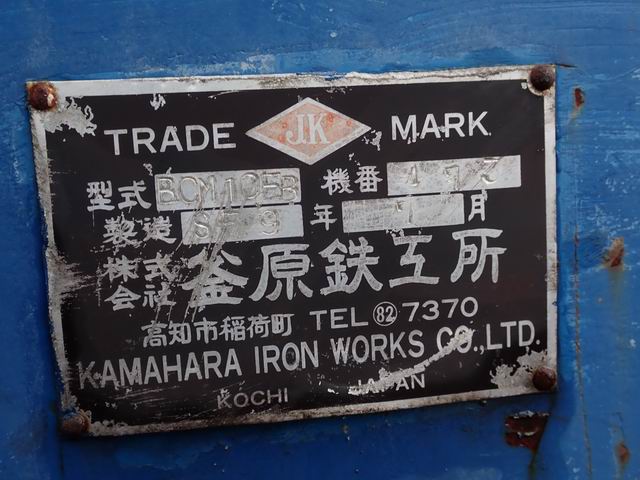 TRADE JK MARK
型式 BCM10EB 機番
製造 年 月
株式会社 釜原鉄工所
高知市稲荷町 TEL ㊇ 7370
KAMAHARA IRON WORKS CO.,LTD.
KOCHI JAPAN